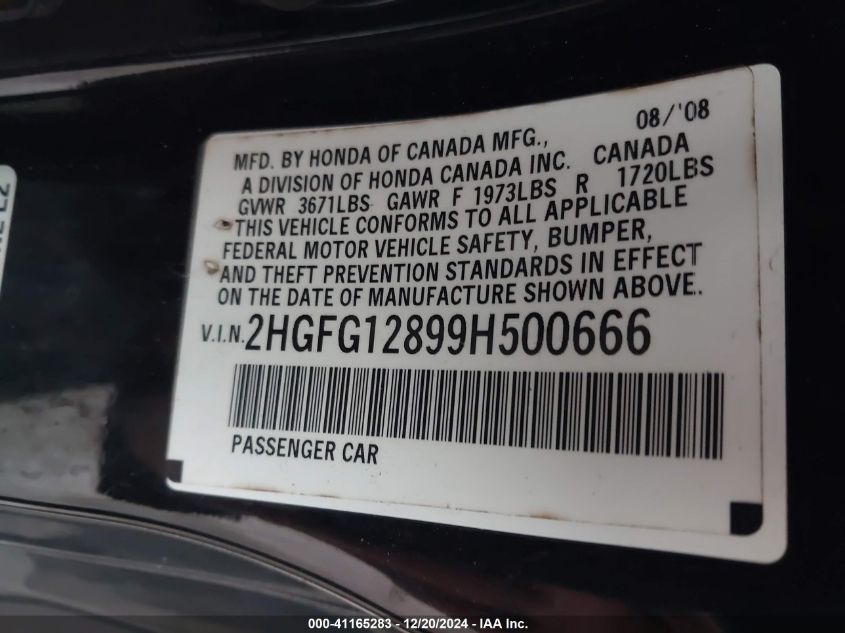 08/'08
MFD. BY HONDA OF CANADA MFG.,
A DIVISION OF HONDA CANADA INC. CANADA
GVWR 3671LBS GAWR F 1973LBS R 1720LBS
THIS VEHICLE CONFORMS TO ALL APPLICABLE
FEDERAL MOTOR VEHICLE SAFETY, BUMPER,
AND THEFT PREVENTION STANDARDS IN EFFECT
ON THE DATE OF MANUFACTURE SHOWN ABOVE.
V.I.N. 2HGFG12899H500666
PASSENGER CAR
000-41165283 - 12/20/2024 - IAA Inc.